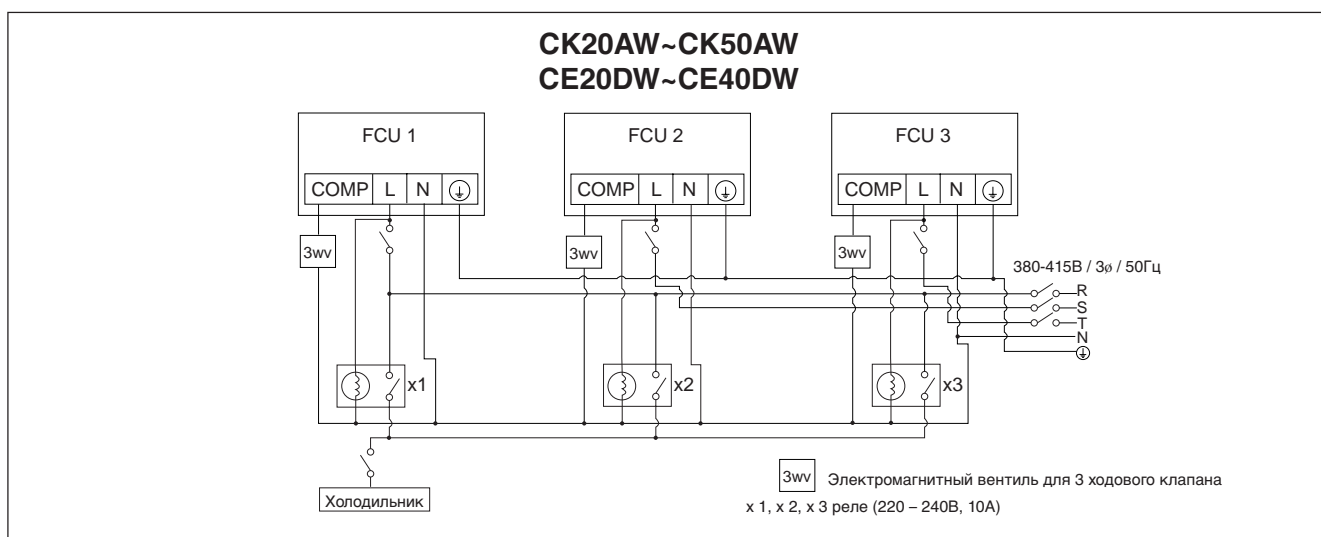 CK20AW~CK50AW
CE20DW~CE40DW
FCU 1
FCU 2
FCU 3
COMP L N
COMP L N
COMP L N
3wv
3wv
3wv
380-415В / 3ø / 50Гц
R
S
T
N
x1
x2
x3
Холодильник
3wv Электромагнитный вентиль для 3 ходового клапана
x 1, x 2, x 3 реле (220 – 240В, 10А)